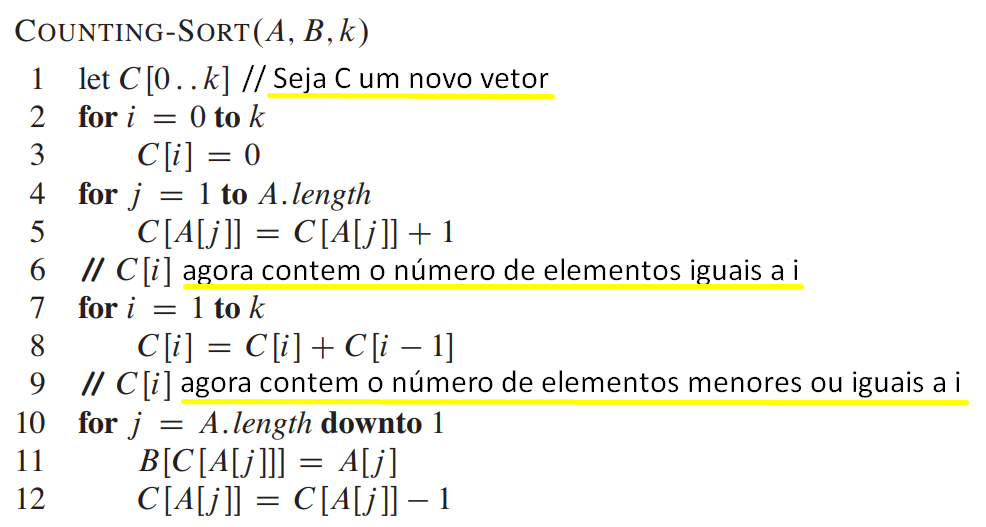 COUNTING-SORT(A, B, k)
1 let C[0..k] // Seja C um novo vetor
2 for i = 0 to k
3 C[i] = 0
4 for j = 1 to A.length
5 C[A[j]] = C[A[j]] + 1
6 // C[i] agora contem o número de elementos iguais a i
7 for i = 1 to k
8 C[i] = C[i] + C[i − 1]
9 // C[i] agora contem o número de elementos menores ou iguais a i
10 for j = A.length downto 1
11 B[C[A[j]]] = A[j]
12 C[A[j]] = C[A[j]] − 1